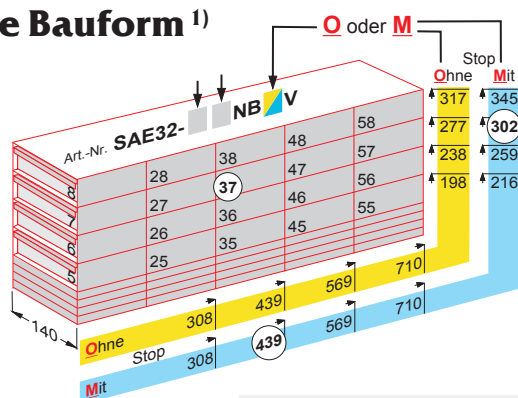 e Bauform 1)
O oder M
Stop
Ohne Mit
317 345
277 302
238 259
198 216
Art.-Nr. SAE32- NB V
8 28 38 48 58
7 27 37 47 57
6 26 36 46 56
5 25 35 45 55
140
Ohne 308 439 569 710
Stop
Mit 308 439 569 710